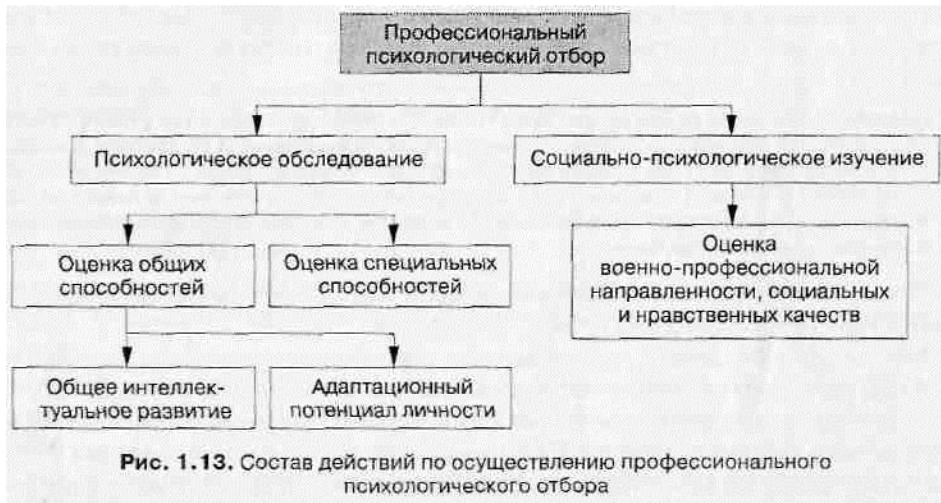 Профессиональный
психологический отбор
Психологическое обследование
Социально-психологическое изучение
Оценка общих
способностей
Оценка специальных
способностей
Оценка
военно-профессиональной
направленности, социальных
и нравственных качеств
Общее интеллек-
туальное развитие
Адаптационный
потенциал личности
Рис. 1.13. Состав действий по осуществлению профессионального
психологического отбора